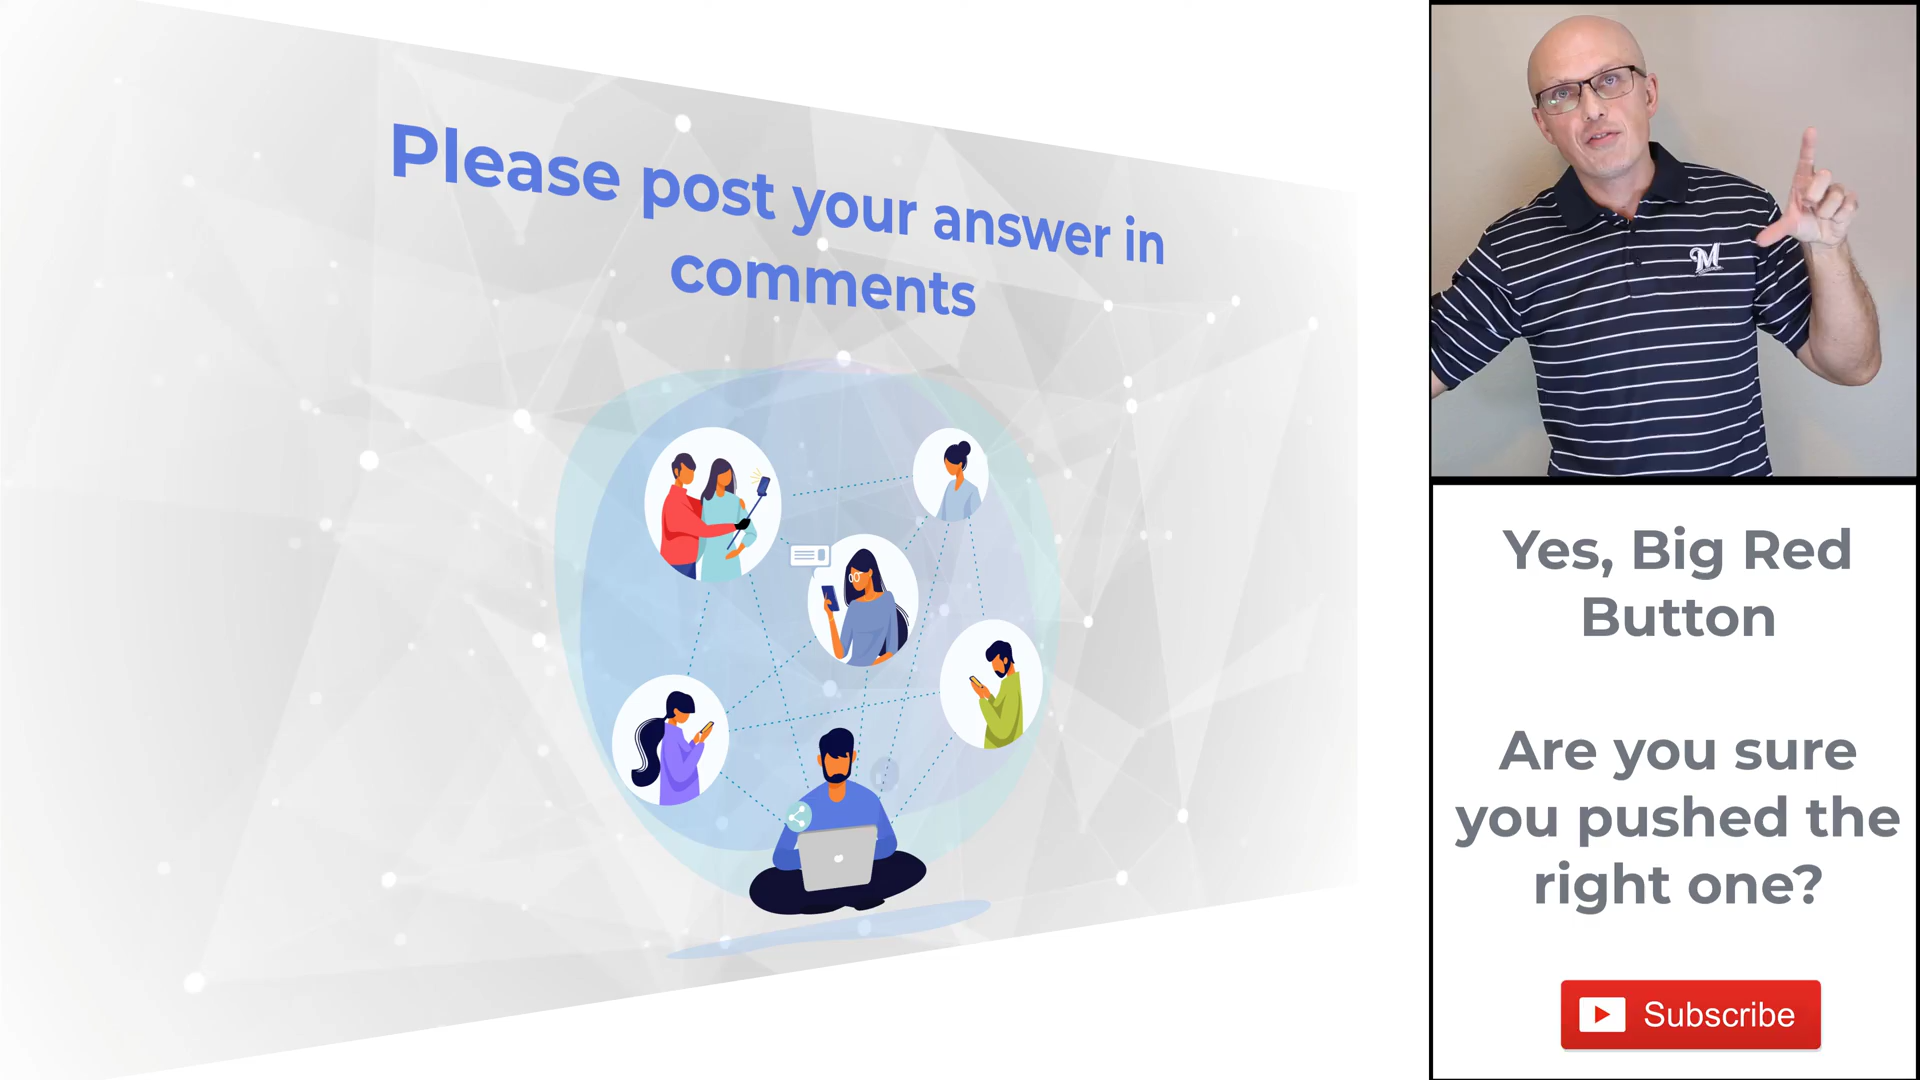 Please post your answer in
comments
M
Yes, Big Red
Button
Are you sure
you pushed the
right one?
Subscribe